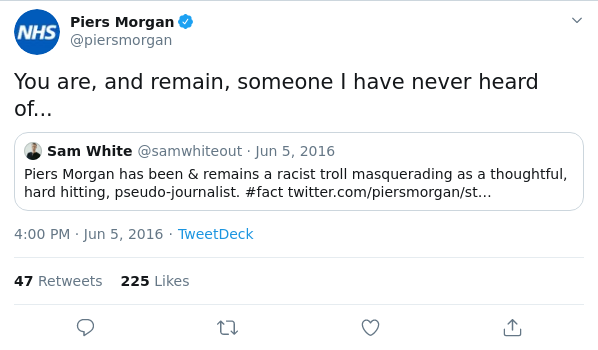 NHS
Piers Morgan
@piersmorgan
You are, and remain, someone I have never heard
of...
Sam White @samwhiteout · Jun 5, 2016
Piers Morgan has been & remains a racist troll masquerading as a thoughtful,
hard hitting, pseudo-journalist. #fact twitter.com/piersmorgan/st…
4:00 PM · Jun 5, 2016 · TweetDeck
47 Retweets 225 Likes